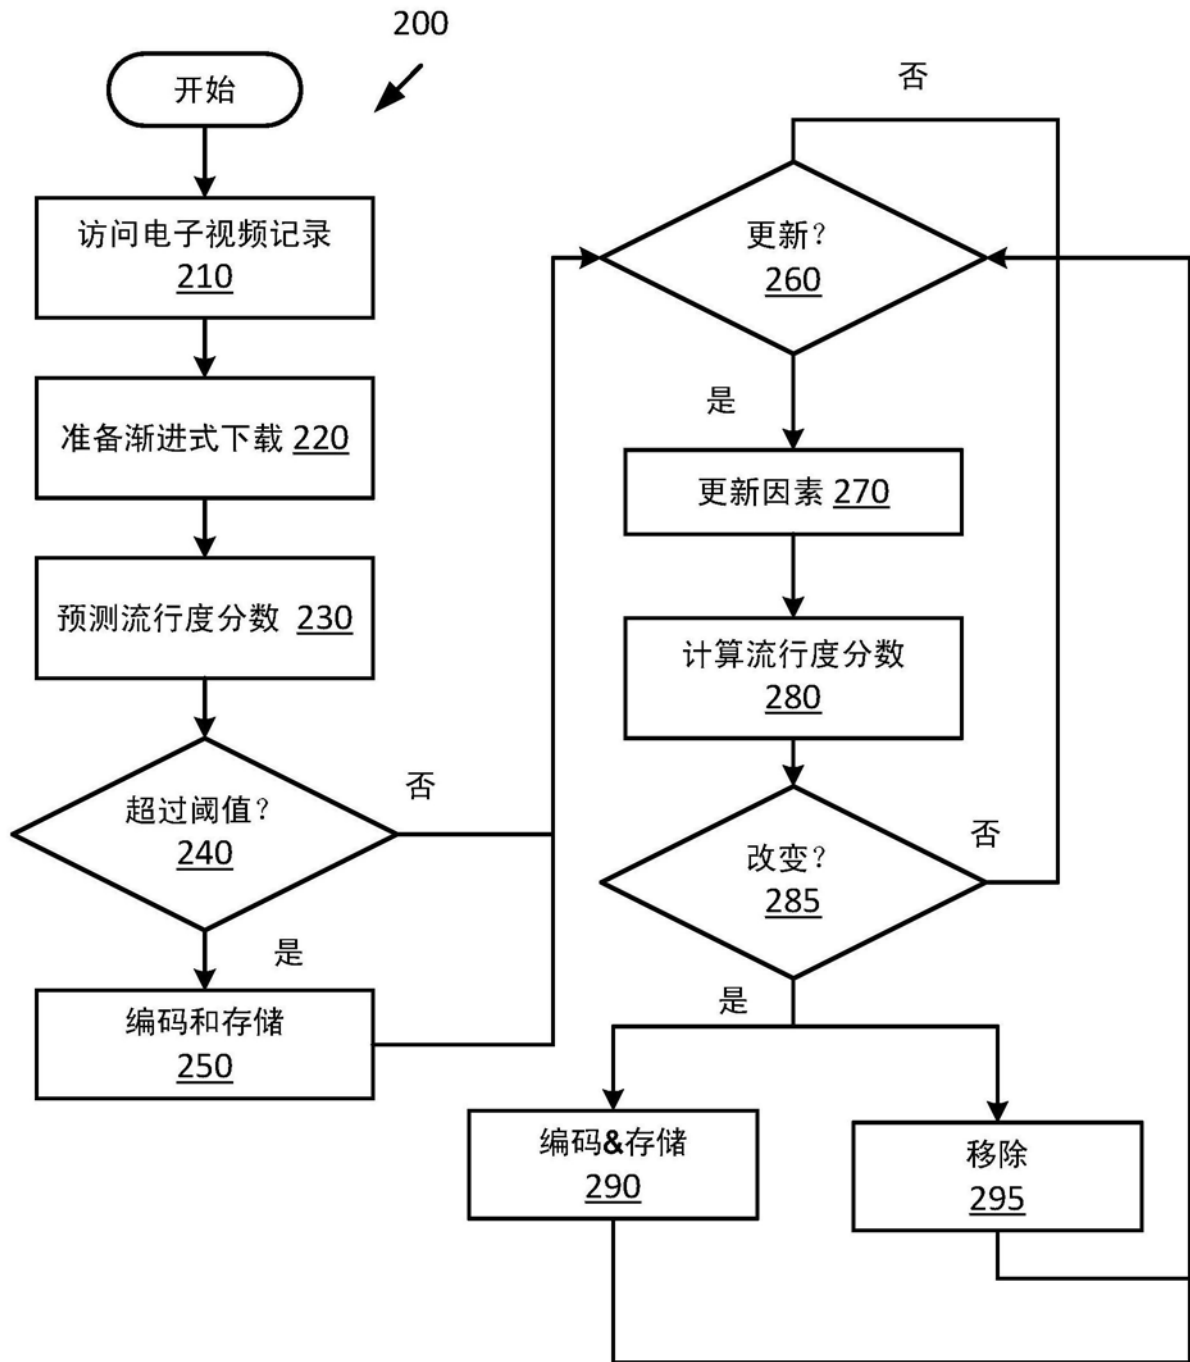 200
开始
访问电子视频记录
210
准备渐进式下载 220
预测流行度分数 230
超过阈值?
240
否
是
编码和存储
250
否
更新?
260
是
更新因素 270
计算流行度分数
280
改变?
285
否
是
编码&存储
290
移除
295